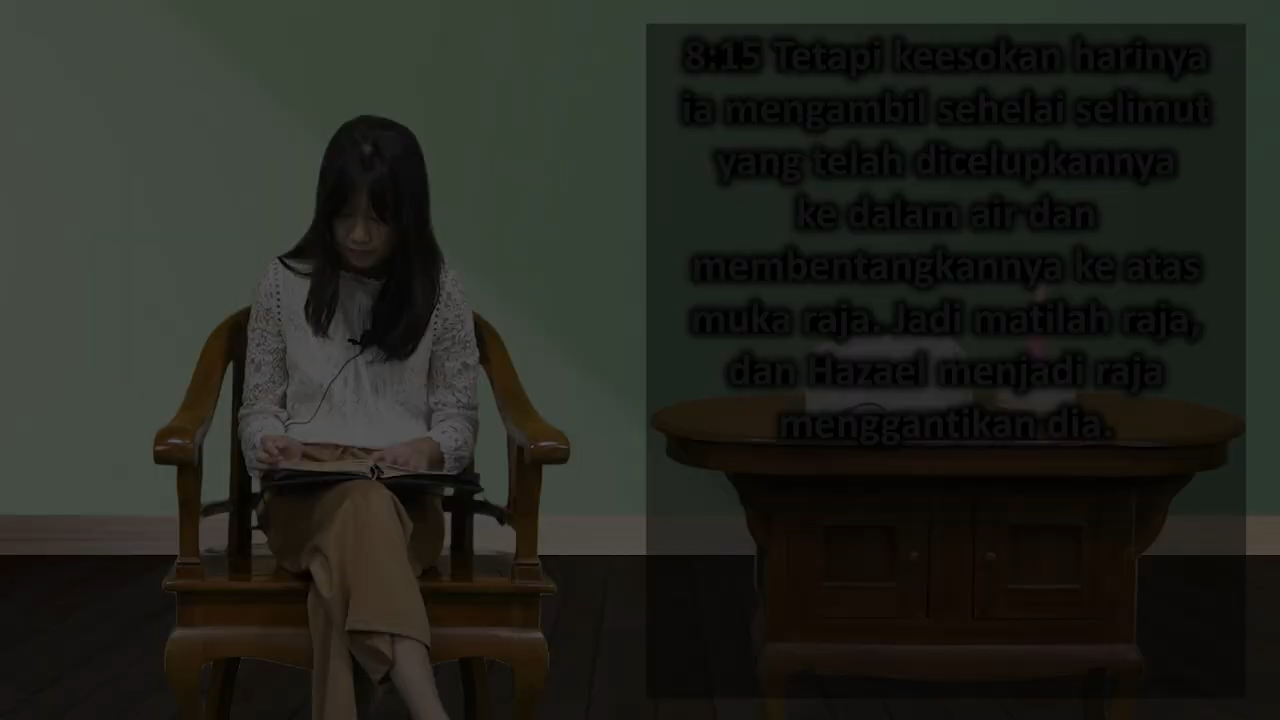 8:15 Tetapi keesokan harinya
ia mengambil sehelai selimut
yang telah dicelupkannya
ke dalam air dan
membentangkannya ke atas
muka raja. Jadi matilah raja,
dan Hazael menjadi raja
menggantikan dia.